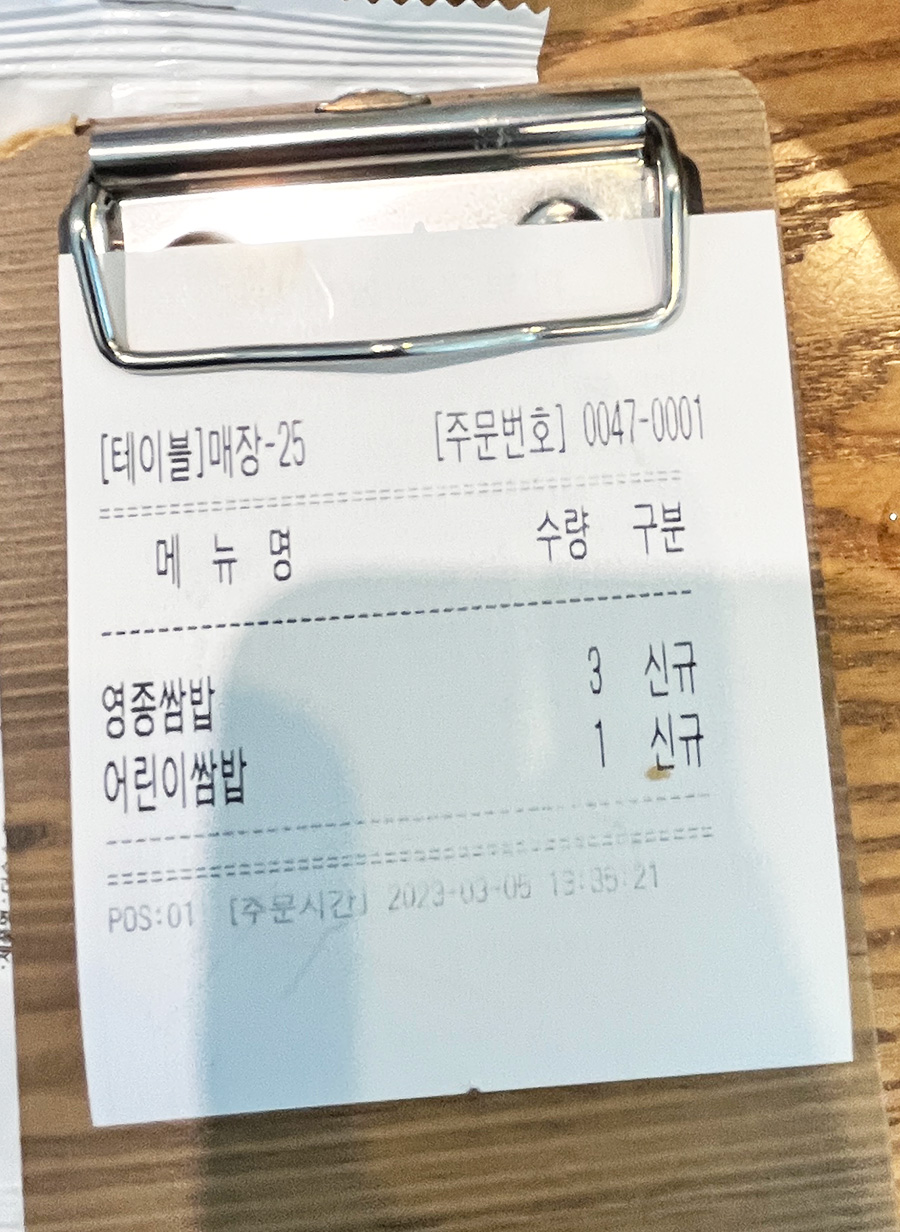 [테이블]매장-25 [주문번호] 0047-0001
메 뉴 명 수량 구분
영종쌈밥 3 신규
어린이쌈밥 1 신규
POS:01 [주문시간] 2023-03-05 13:35:21